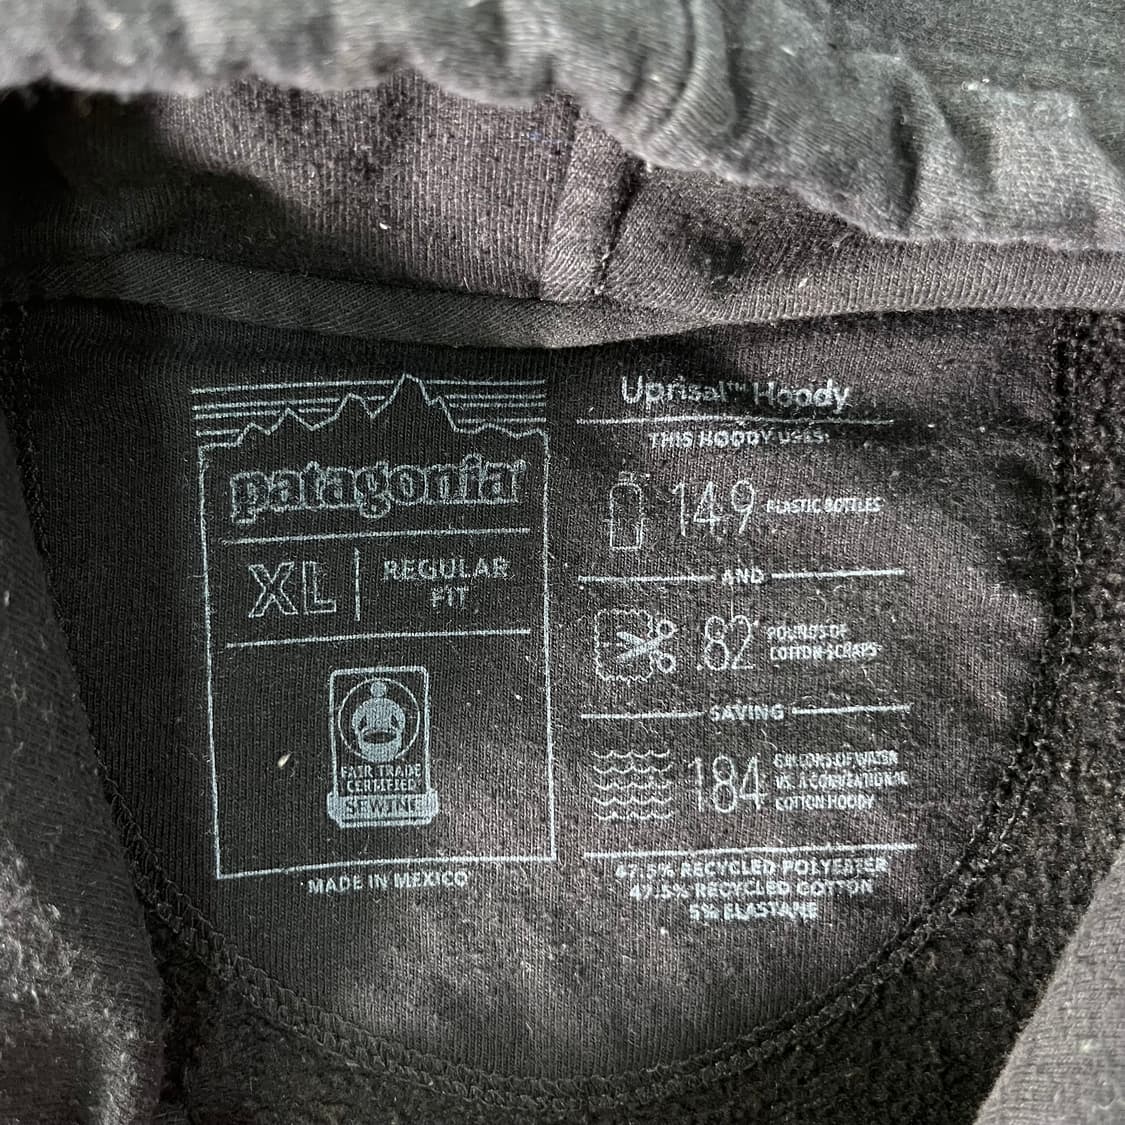 patagonia®
XL
REGULAR
FIT
FAIR TRADE
CERTIFIED
SEWING
MADE IN MEXICO
Uprisal™ Hoody
THIS HOODY USES:
14.9 PLASTIC BOTTLES
AND
.82 POUNDS OF
COTTON SCRAPS
SAVING
184 GALLONS OF WATER
VS. A CONVENTIONAL
COTTON HOODY
47.5% RECYCLED POLYESTER
47.5% RECYCLED COTTON
5% ELASTANE